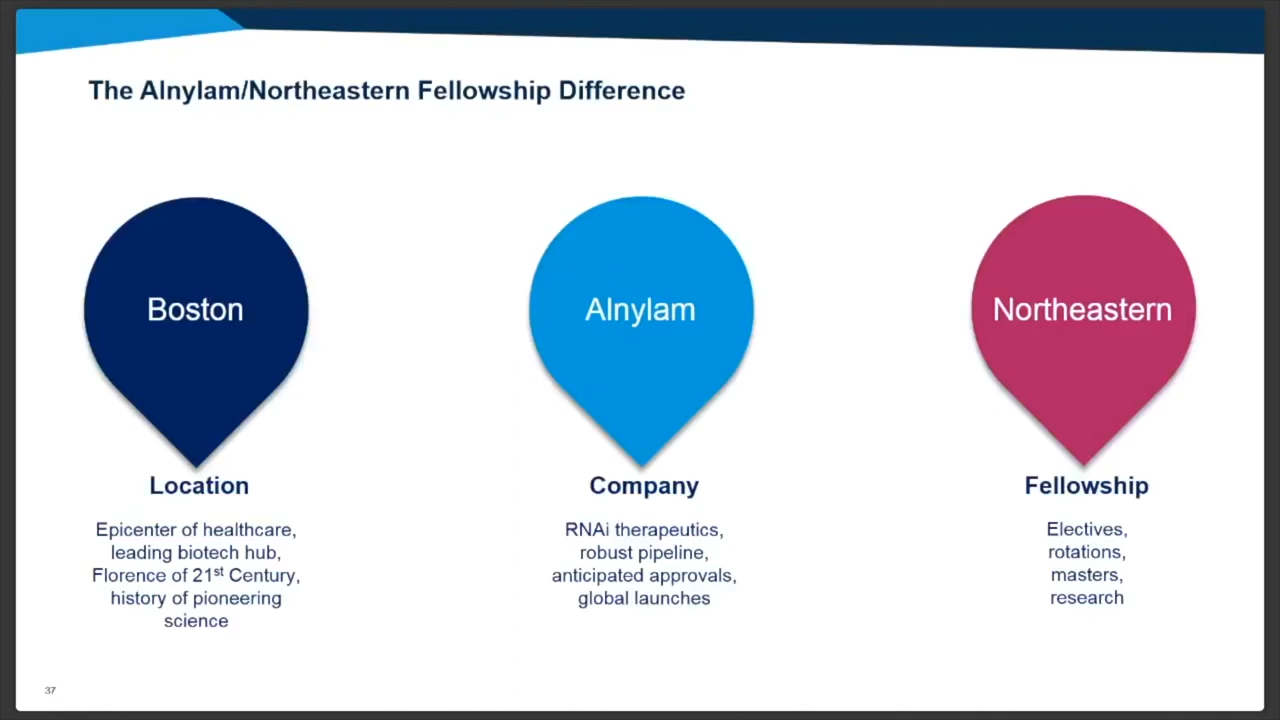 The Alnylam/Northeastern Fellowship Difference
Boston
Location
Epicenter of healthcare,
leading biotech hub,
Florence of 21st Century,
history of pioneering
science
Alnylam
Company
RNAi therapeutics,
robust pipeline,
anticipated approvals,
global launches
Northeastern
Fellowship
Electives,
rotations,
masters,
research
37